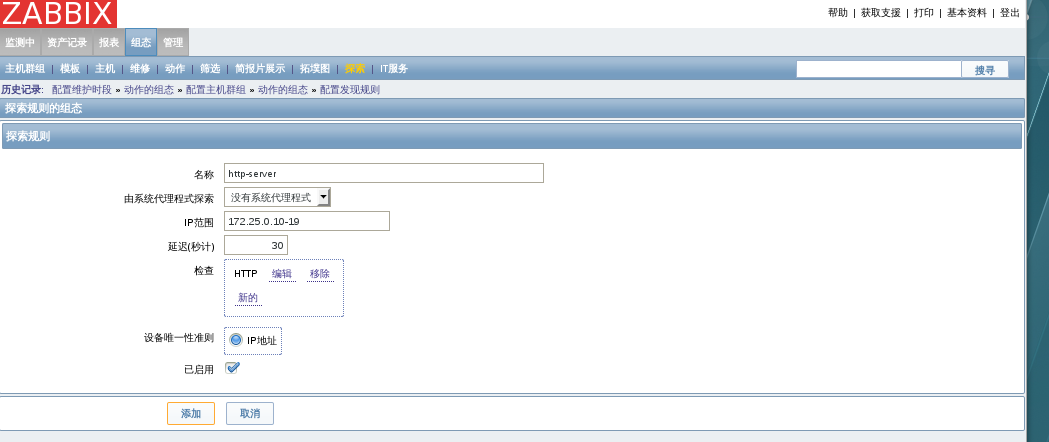 ZABBIX
帮助 | 获取支援 | 打印 | 基本资料 | 登出
监测中 资产记录 报表 组态 管理
主机群组 | 模板 | 主机 | 维修 | 动作 | 筛选 | 简报片展示 | 拓墣图 | 探索 | IT服务 搜寻
历史记录: 配置维护时段 » 动作的组态 » 配置主机群组 » 动作的组态 » 配置发现规则
探索规则的组态
探索规则
名称 http-server
由系统代理程式探索 没有系统代理程式
IP范围 172.25.0.10-19
延迟(秒计) 30
检查 HTTP 编辑 移除
新的
设备唯一性准则 IP地址
已启用
添加 取消